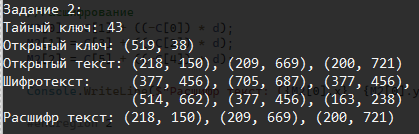 Задание 2:
Тайный ключ: 43
Открытый ключ: (519, 38)
Открытый текст: (218, 150), (209, 669), (200, 721)
Шифротекст: (377, 456), (705, 687), (377, 456),
(514, 662), (377, 456), (163, 238)
Расшифр текст: (218, 150), (209, 669), (200, 721)